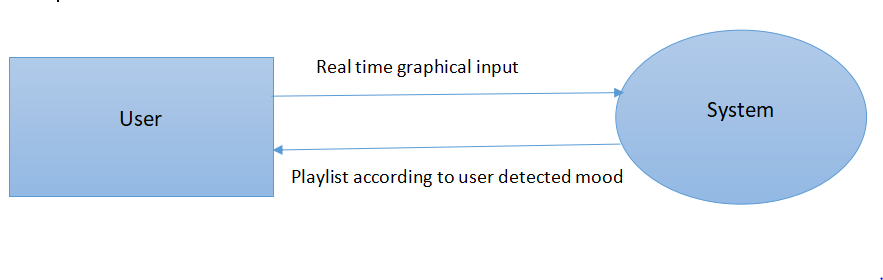 Real time graphical input
User
System
Playlist according to user detected mood